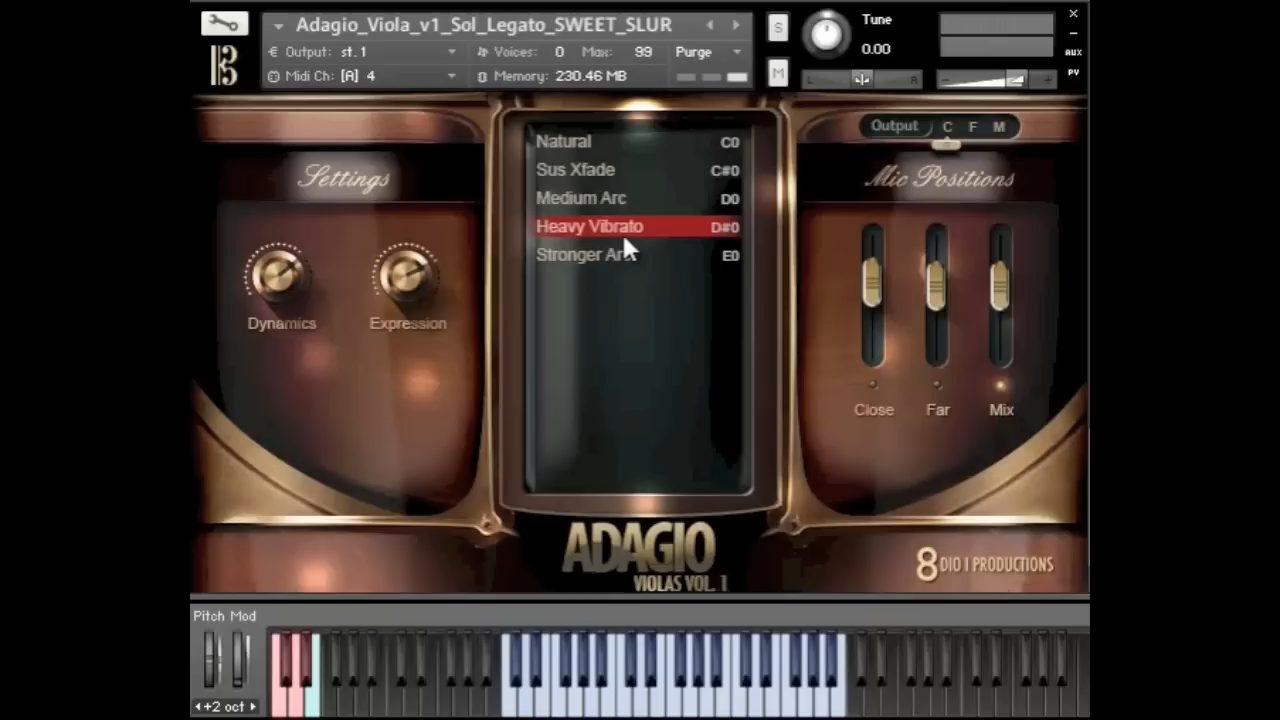 Adagio_Viola_v1_Sol_Legato_SWEET_SLUR
Output: st.1 Voices: 0 Max: 99 Purge
Midi Ch: [A] 4 Memory: 230.46 MB
S
M
Tune
0.00
L R
- +
×
-
AUX
PV
Output C F M
Settings
Dynamics Expression
Natural C0
Sus Xfade C#0
Medium Arc D0
Heavy Vibrato D#0
Stronger Arc E0
Mic Positions
Close Far Mix
ADAGIO
VIOLAS VOL. 1
8DIO | PRODUCTIONS
Pitch Mod
+2 oct